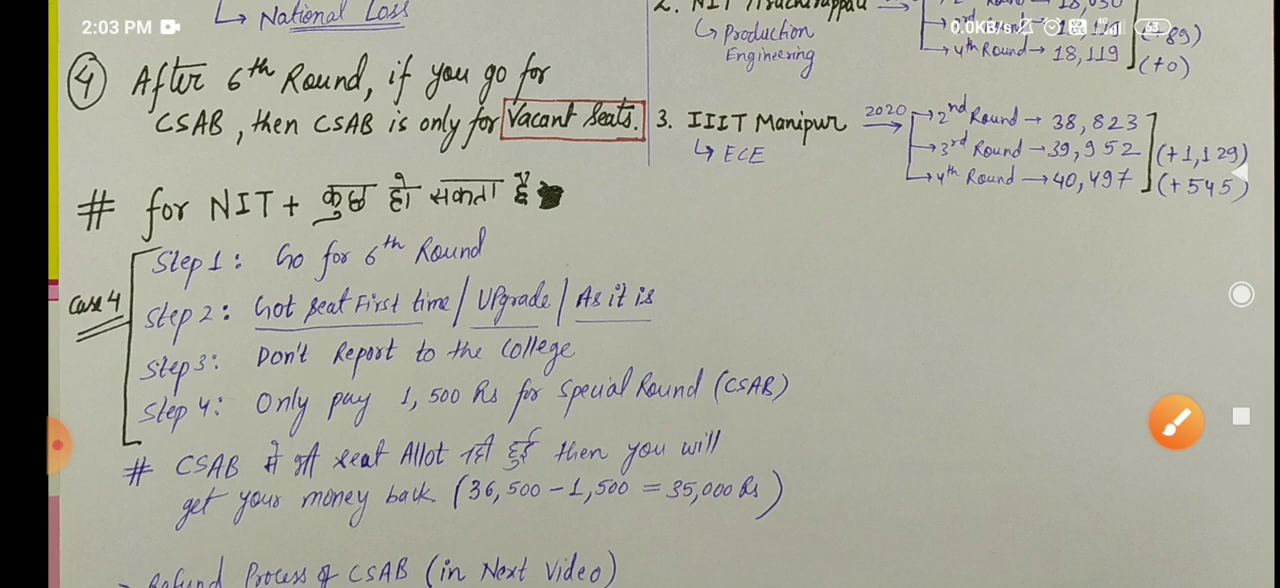 2:03 PM
0.0KB/s
↳ National Loss
④ After 6th Round, if you go for
CSAB, then CSAB is only for Vacant Seats.
# for NIT+ कुछ हो सकता है
Case 4
Step 1: Go for 6th Round
Step 2: Got Seat First time / UPgrade / As it is
Step 3: Don't Report to the College
Step 4: Only pay 1,500 Rs for Special Round (CSAB)
# CSAB में भी seat Allot नहीं हुई then you will
get your money back (36,500 - 1,500 = 35,000 Rs)
→ Refund Process of CSAB (in Next Video)
2. NIT Tiruchirappalli →
↳ Production
Engineering
4th Round → 18,119
(+0)
3. IIIT Manipur 2020 → 2nd Round → 38,823
↳ ECE
3rd Round → 39,952 (+1,129)
4th Round → 40,497 (+545)